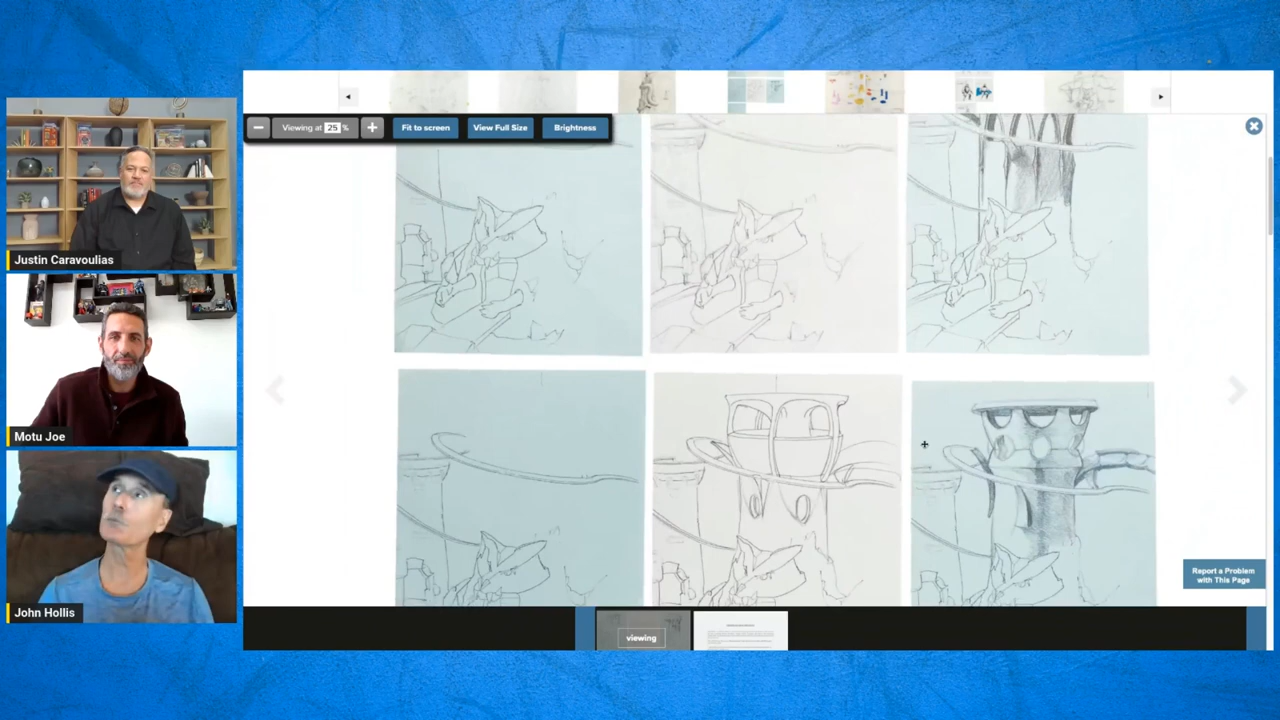 Viewing at 25 %
Fit to screen
View Full Size
Brightness
Justin Caravoulias
Motu Joe
John Hollis
Report a Problem
with This Page
viewing